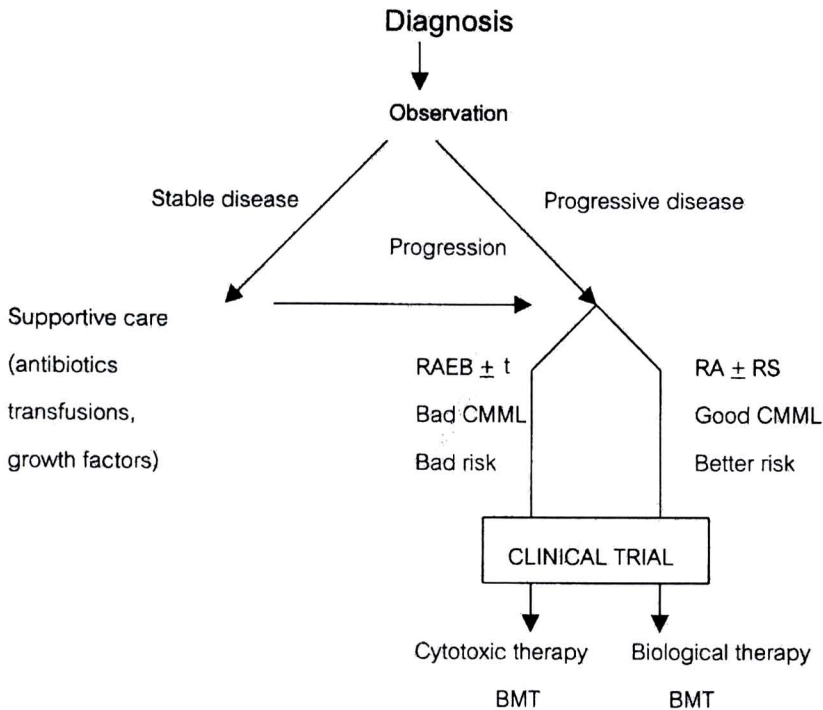 Diagnosis
Observation
Stable disease
Progressive disease
Progression
Supportive care
(antibiotics
transfusions,
growth factors)
RAEB ± t
Bad CMML
Bad risk
RA ± RS
Good CMML
Better risk
CLINICAL TRIAL
Cytotoxic therapy
BMT
Biological therapy
BMT